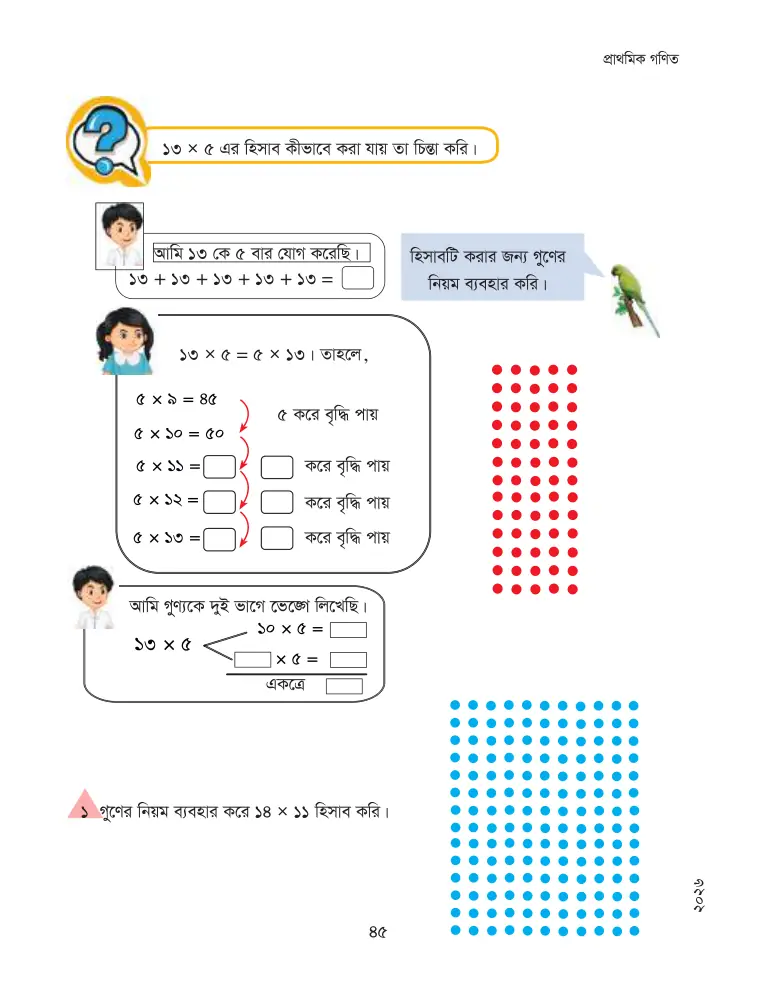 প্রাথমিক গণিত
১৩ × ৫ এর হিসাব কীভাবে করা যায় তা চিন্তা করি।
আমি ১৩ কে ৫ বার যোগ করেছি।
১৩ + ১৩ + ১৩ + ১৩ + ১৩ =
হিসাবটি করার জন্য গুণের
নিয়ম ব্যবহার করি।
১৩ × ৫ = ৫ × ১৩। তাহলে,
৫ × ৯ = ৪৫
৫ করে বৃদ্ধি পায়
৫ × ১০ = ৫০
৫ × ১১ = করে বৃদ্ধি পায়
৫ × ১২ = করে বৃদ্ধি পায়
৫ × ১৩ = করে বৃদ্ধি পায়
আমি গুণ্যকে দুই ভাগে ভেঙ্গে লিখেছি।
১০ × ৫ =
১৩ × ৫
× ৫ =
একত্রে
১ গুণের নিয়ম ব্যবহার করে ১৪ × ১১ হিসাব করি।
২০২৬
৪৫